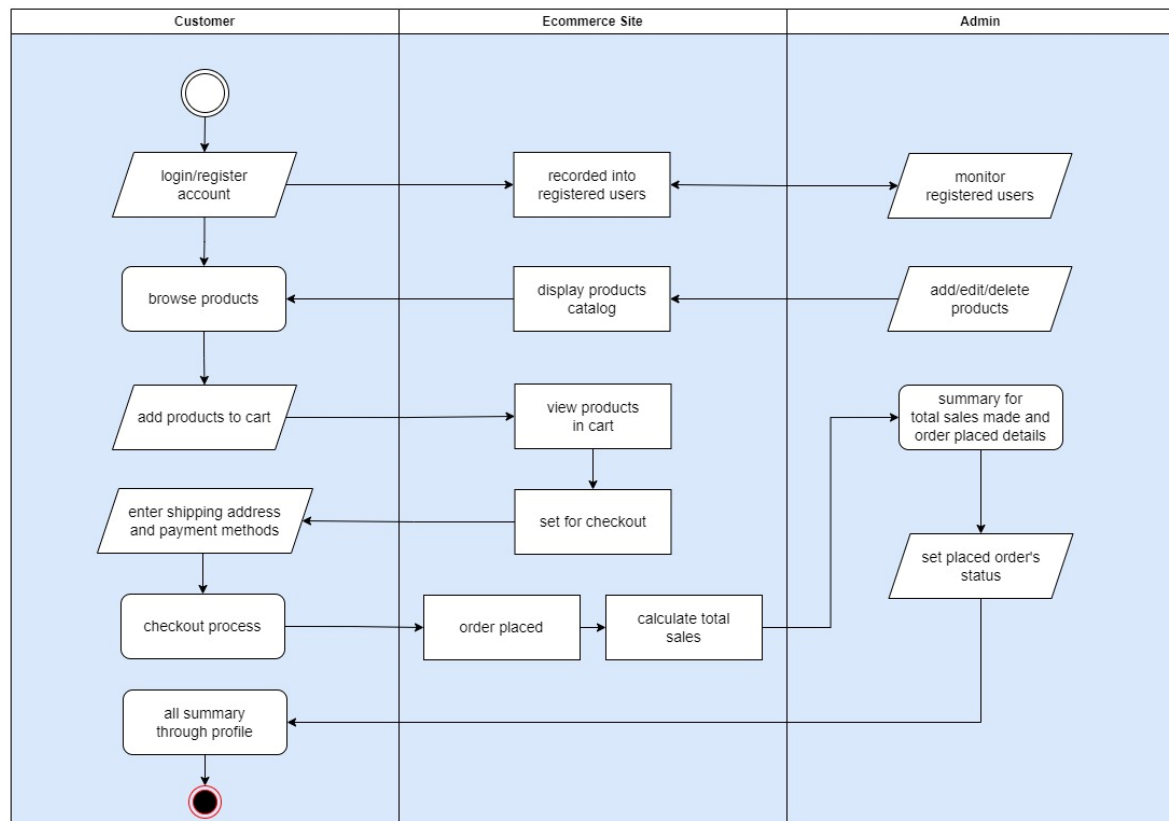 Customer
Ecommerce Site
Admin
login/register
account
recorded into
registered users
monitor
registered users
browse products
display products
catalog
add/edit/delete
products
add products to cart
view products
in cart
summary for
total sales made and
order placed details
enter shipping address
and payment methods
set for checkout
set placed order's
status
checkout process
order placed
calculate total
sales
all summary
through profile